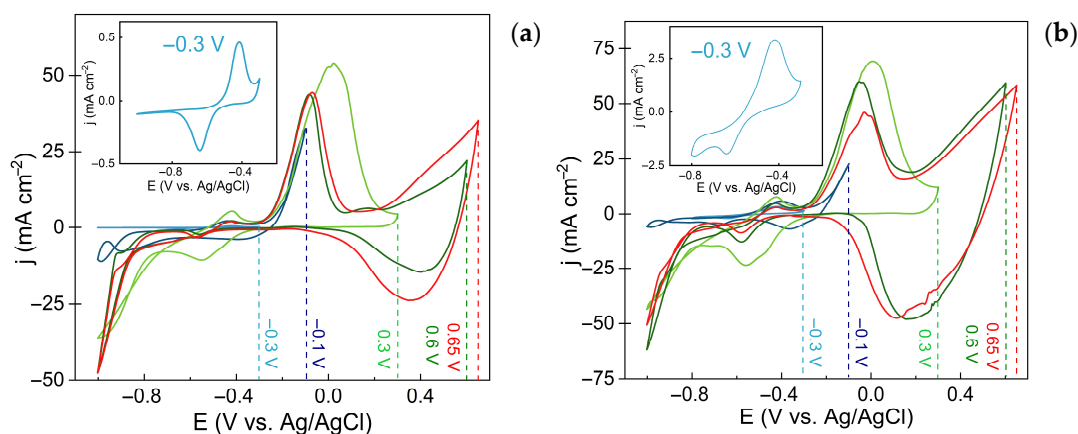 (a)
−0.3 V
0.5
0.0
−0.5
−0.8
−0.4
j (mA cm⁻²)
E (V vs. Ag/AgCl)
50
25
0
−25
−50
j (mA cm⁻²)
−0.3 V
−0.1 V
0.3 V
0.6 V
0.65 V
−0.8
−0.4
0.0
0.4
E (V vs. Ag/AgCl)
(b)
−0.3 V
2.5
0.0
−2.5
−0.8
−0.6
−0.4
j (mA cm⁻²)
E (V vs. Ag/AgCl)
75
50
25
0
−25
−50
−75
j (mA cm⁻²)
−0.3 V
−0.1 V
0.3 V
0.6 V
0.65 V
−0.8
−0.4
0.0
0.4
E (V vs. Ag/AgCl)